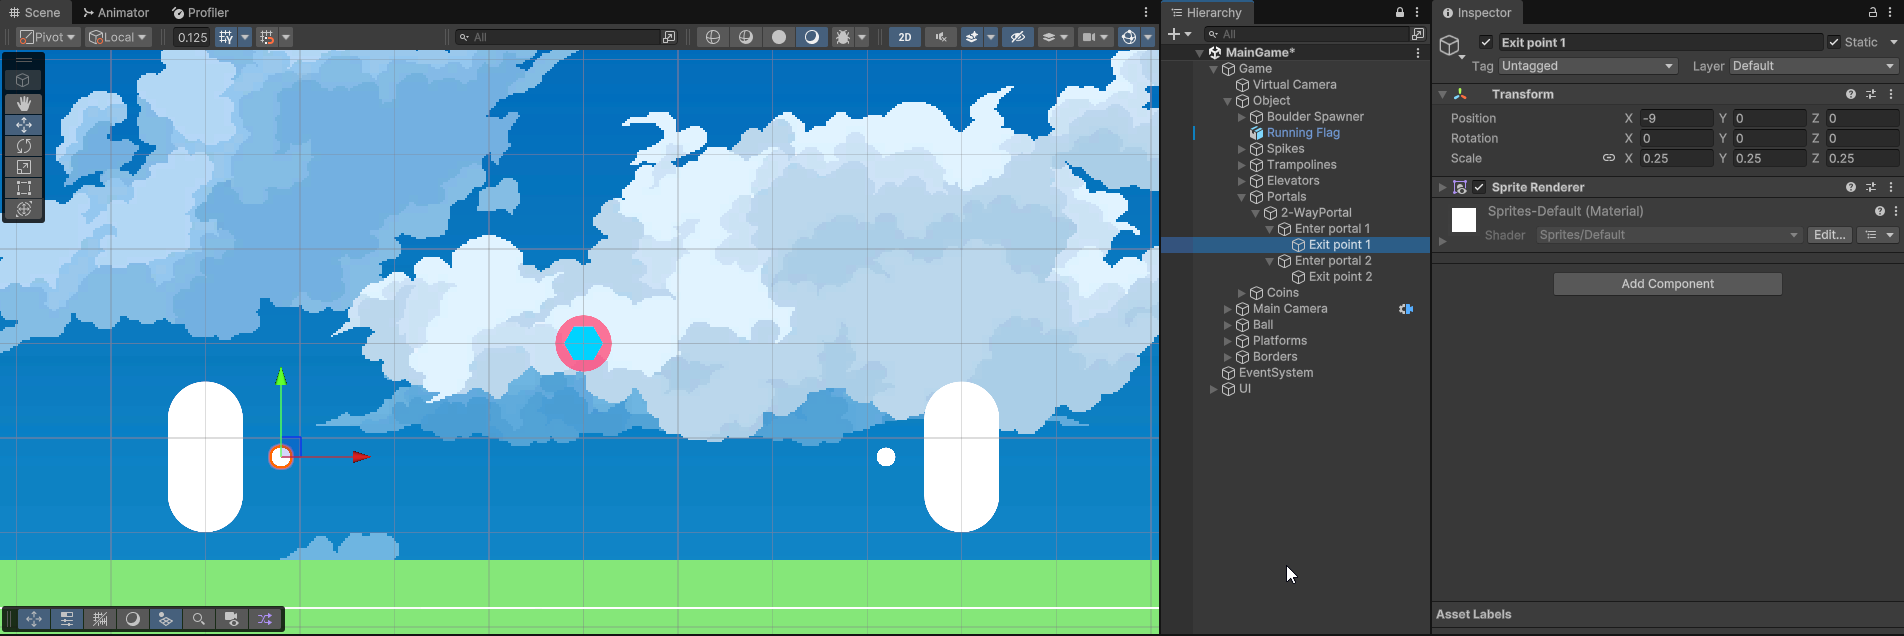 Scene Animator Profiler
Pivot Local 0.125 All 2D
Hierarchy
All
MainGame*
Game
Virtual Camera
Object
Boulder Spawner
Running Flag
Spikes
Trampolines
Elevators
Portals
2-WayPortal
Enter portal 1
Exit point 1
Enter portal 2
Exit point 2
Coins
Main Camera
Ball
Platforms
Borders
EventSystem
UI
Inspector
Exit point 1 Static
Tag Untagged Layer Default
Transform
Position X -9 Y 0 Z 0
Rotation X 0 Y 0 Z 0
Scale X 0.25 Y 0.25 Z 0.25
Sprite Renderer
Sprites-Default (Material)
Shader Sprites/Default Edit...
Add Component
Asset Labels